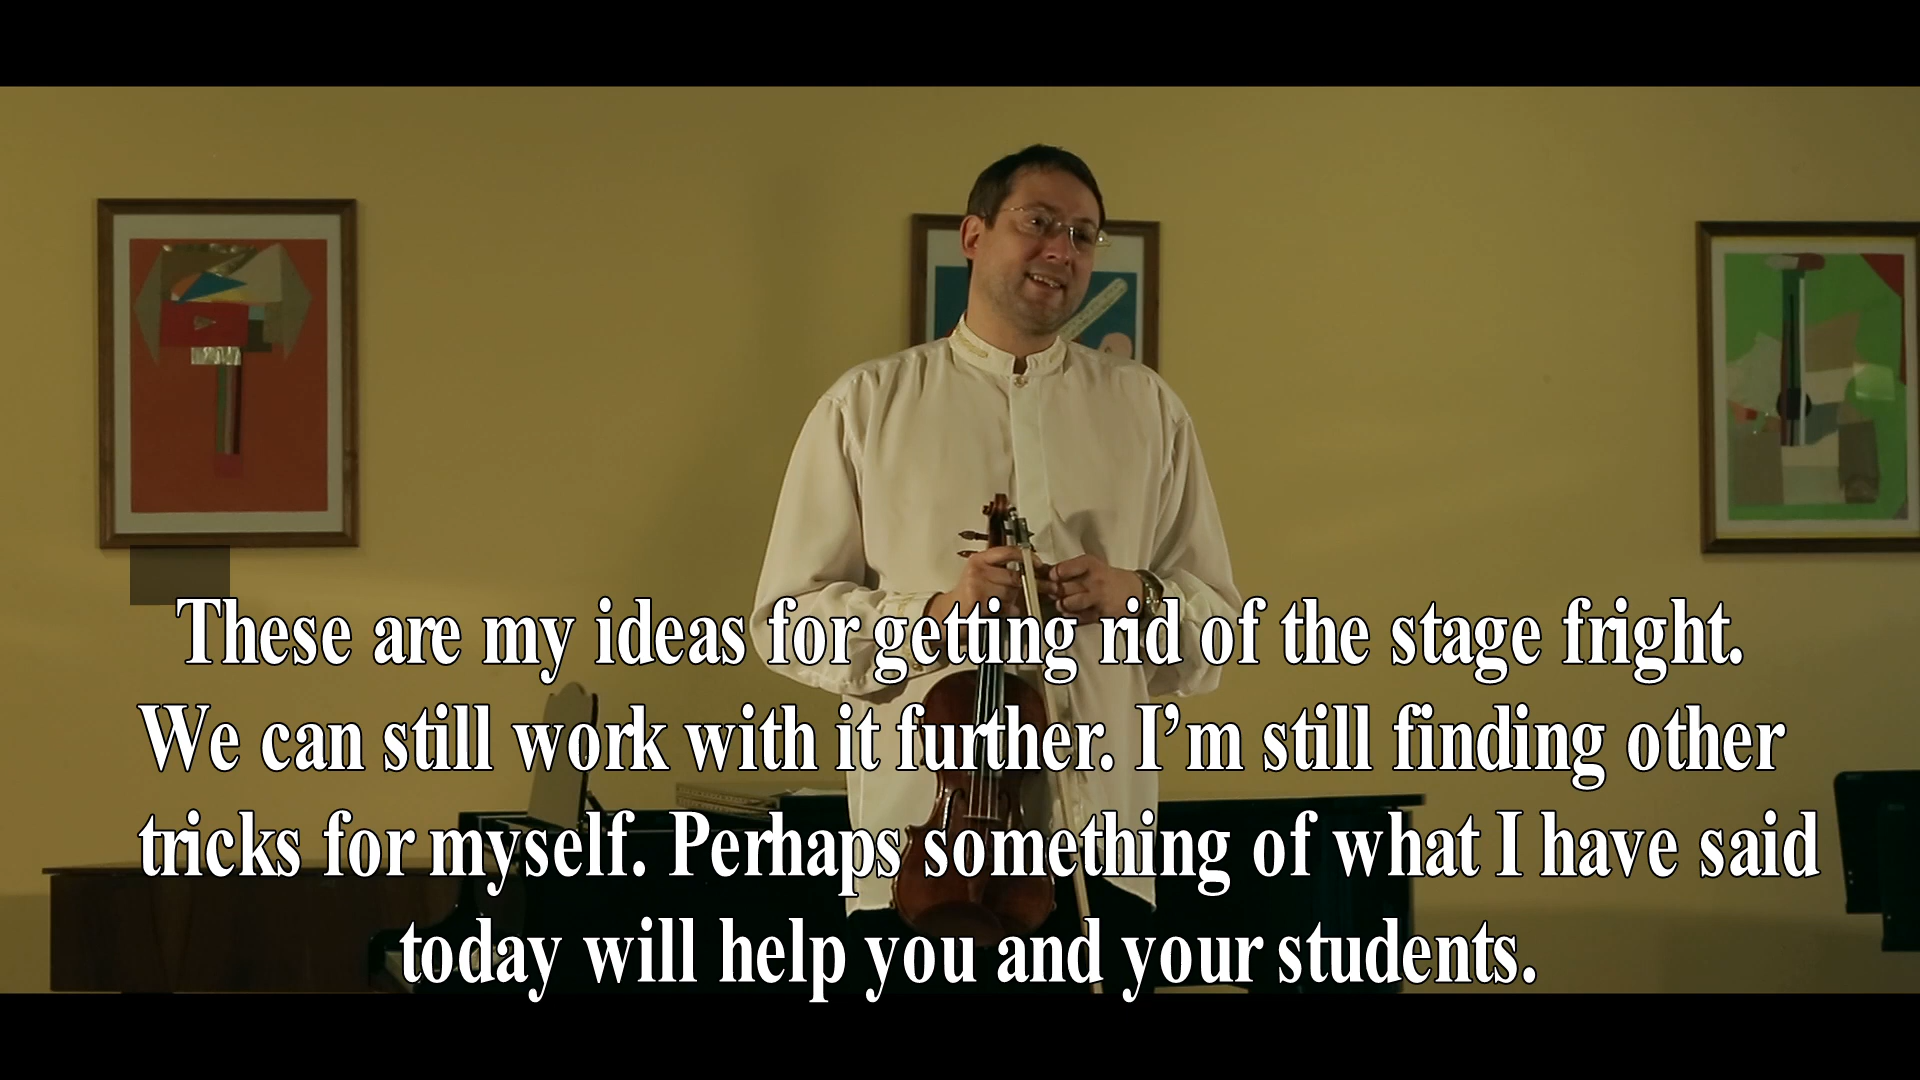 These are my ideas for getting rid of the stage fright.
We can still work with it further. I’m still finding other
tricks for myself. Perhaps something of what I have said
today will help you and your students.